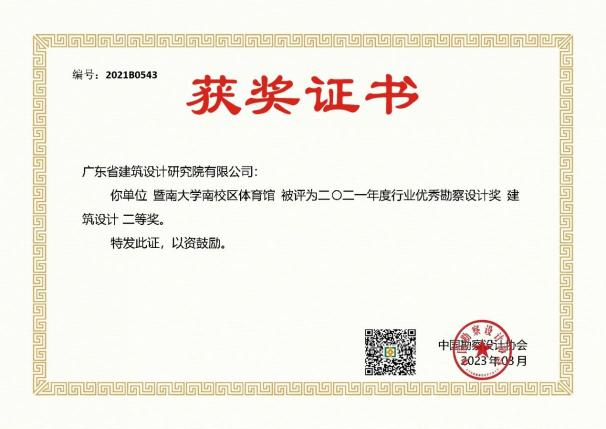 编号：2021B0543
获奖证书
广东省建筑设计研究院有限公司：
你单位 暨南大学南校区体育馆 被评为二〇二一年度行业优秀勘察设计奖 建
筑设计 二等奖。
特发此证，以资鼓励。
中国勘察设计协会
2023年03月